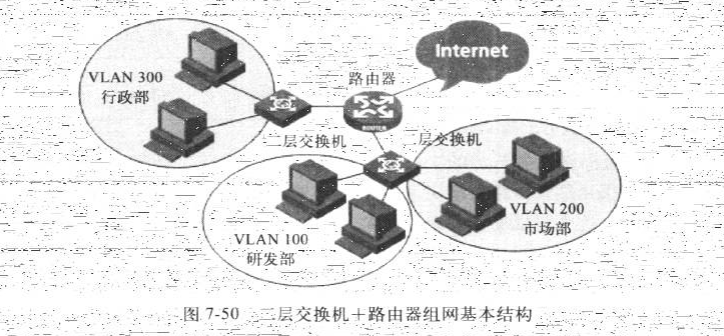 Internet
VLAN 300
行政部
路由器
二层交换机
二层交换机
VLAN 100
研发部
VLAN 200
市场部
图 7-50 二层交换机+路由器组网基本结构